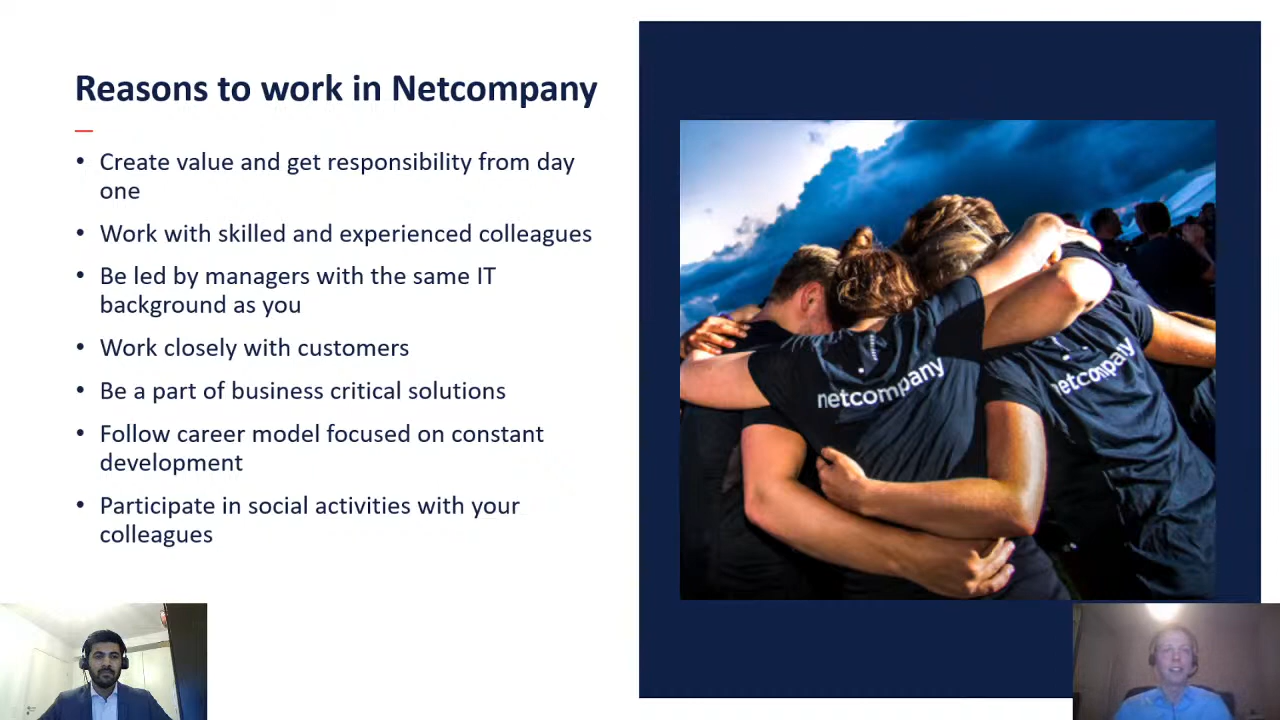 Reasons to work in Netcompany
• Create value and get responsibility from day
one
• Work with skilled and experienced colleagues
• Be led by managers with the same IT
background as you
• Work closely with customers
• Be a part of business critical solutions
• Follow career model focused on constant
development
• Participate in social activities with your
colleagues
netcompany
netcompany